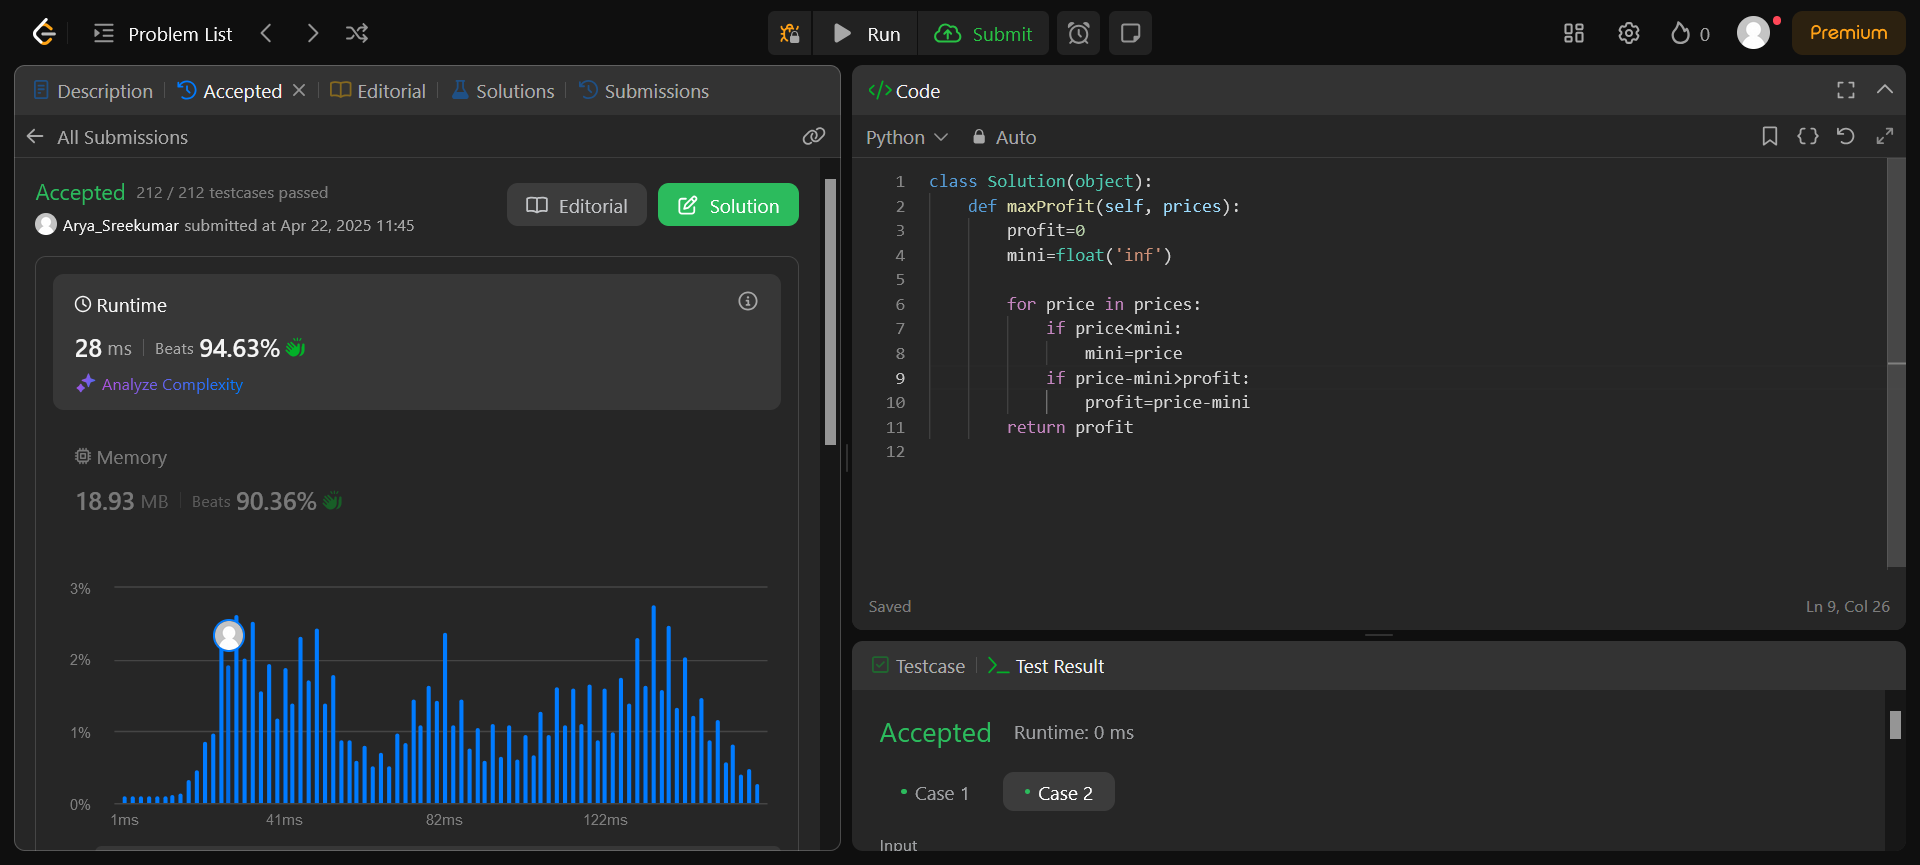 Problem List
Run
Submit
0
Premium
Description
Accepted
Editorial
Solutions
Submissions
All Submissions
Accepted 212 / 212 testcases passed
Arya_Sreekumar submitted at Apr 22, 2025 11:45
Editorial
Solution
Runtime
28 ms Beats 94.63%
Analyze Complexity
Memory
18.93 MB Beats 90.36%
3%
2%
1%
0%
1ms 41ms 82ms 122ms
</> Code
Python Auto
1 class Solution(object):
2 def maxProfit(self, prices):
3 profit=0
4 mini=float('inf')
5
6 for price in prices:
7 if price<mini:
8 mini=price
9 if price-mini>profit:
10 profit=price-mini
11 return profit
12
Saved
Ln 9, Col 26
Testcase
Test Result
Accepted Runtime: 0 ms
Case 1
Case 2
Input